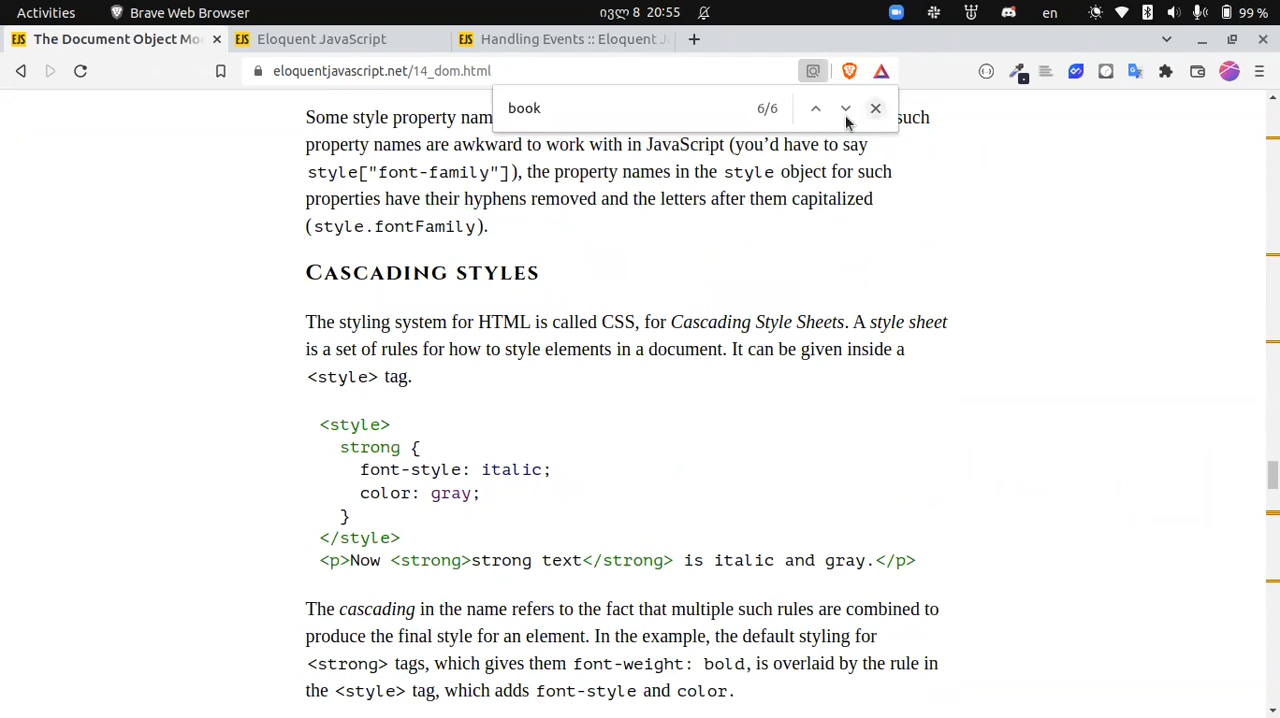 Activities
Brave Web Browser
ივლ 8 20:55
en
99 %
The Document Object Mo
Eloquent JavaScript
Handling Events :: Eloquent J
eloquentjavascript.net/14_dom.html
book
6/6
Some style property nam
such
property names are awkward to work with in JavaScript (you’d have to say
style["font-family"]), the property names in the style object for such
properties have their hyphens removed and the letters after them capitalized
(style.fontFamily).
Cascading styles
The styling system for HTML is called CSS, for Cascading Style Sheets. A style sheet
is a set of rules for how to style elements in a document. It can be given inside a
<style> tag.
<style>
strong {
font-style: italic;
color: gray;
}
</style>
<p>Now <strong>strong text</strong> is italic and gray.</p>
The cascading in the name refers to the fact that multiple such rules are combined to
produce the final style for an element. In the example, the default styling for
<strong> tags, which gives them font-weight: bold, is overlaid by the rule in
the <style> tag, which adds font-style and color.